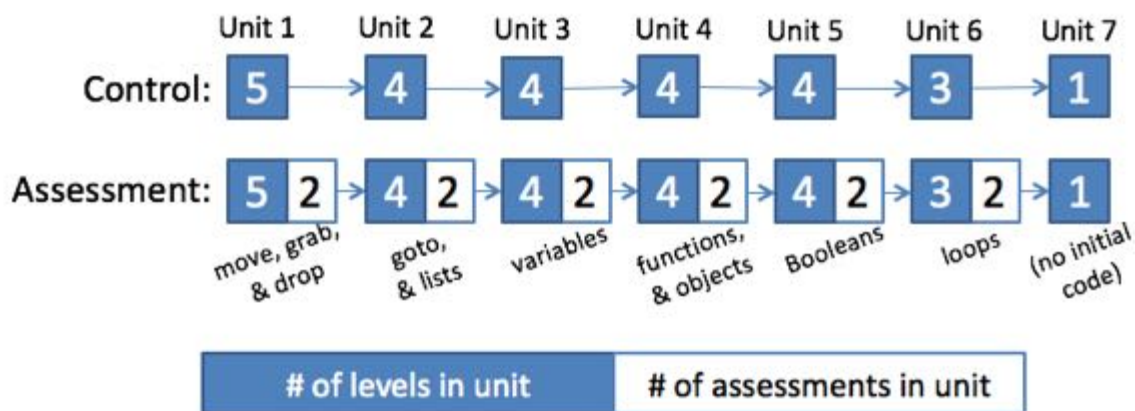 Unit 1 Unit 2 Unit 3 Unit 4 Unit 5 Unit 6 Unit 7
Control: 5 4 4 4 4 3 1
Assessment: 5 2 4 2 4 2 4 2 4 2 3 2 1
move, grab,
& drop
goto,
& lists
variables
functions,
& objects
Booleans
loops
(no initial
code)
# of levels in unit # of assessments in unit